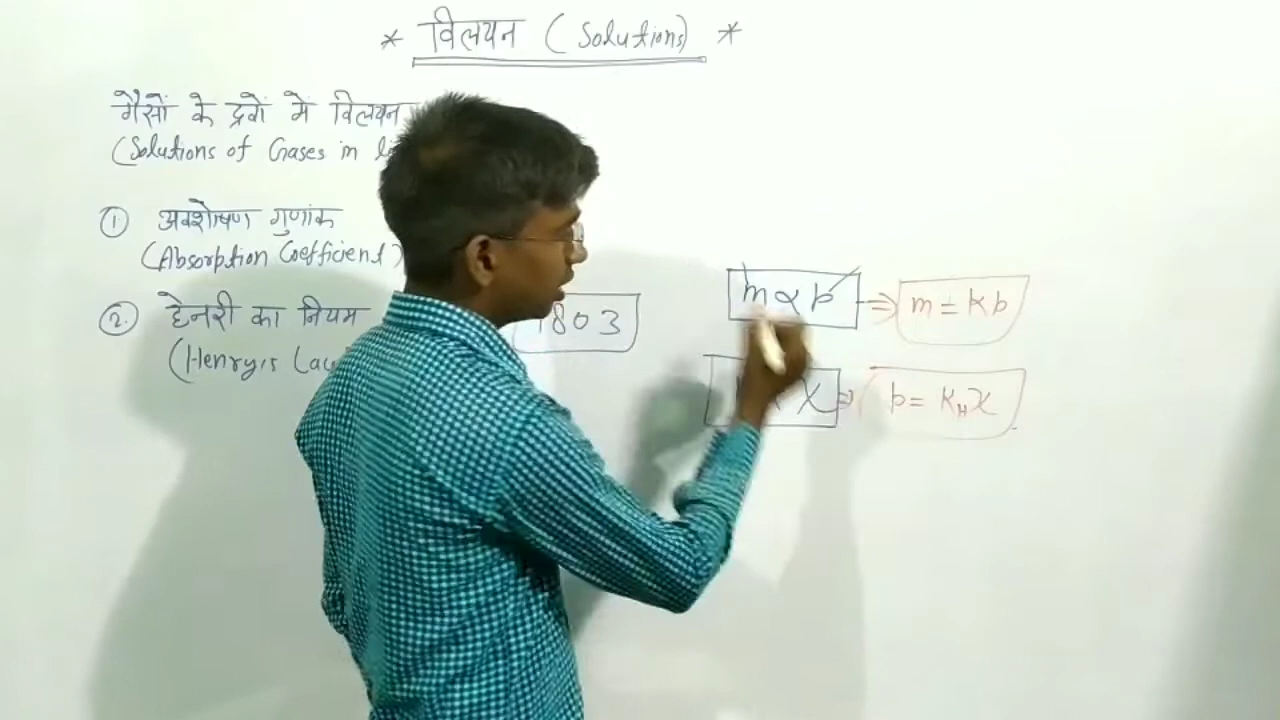 * विलयन (Solutions) *
गैसों के द्रवों में विलयन
(Solutions of Gases in
① अवशोषण गुणांक
(Absorption Coefficient)
② हेनरी का नियम
(Henry's
1803
m ∝ p ⇒ m = Kp
X ⇒ p = K_H X